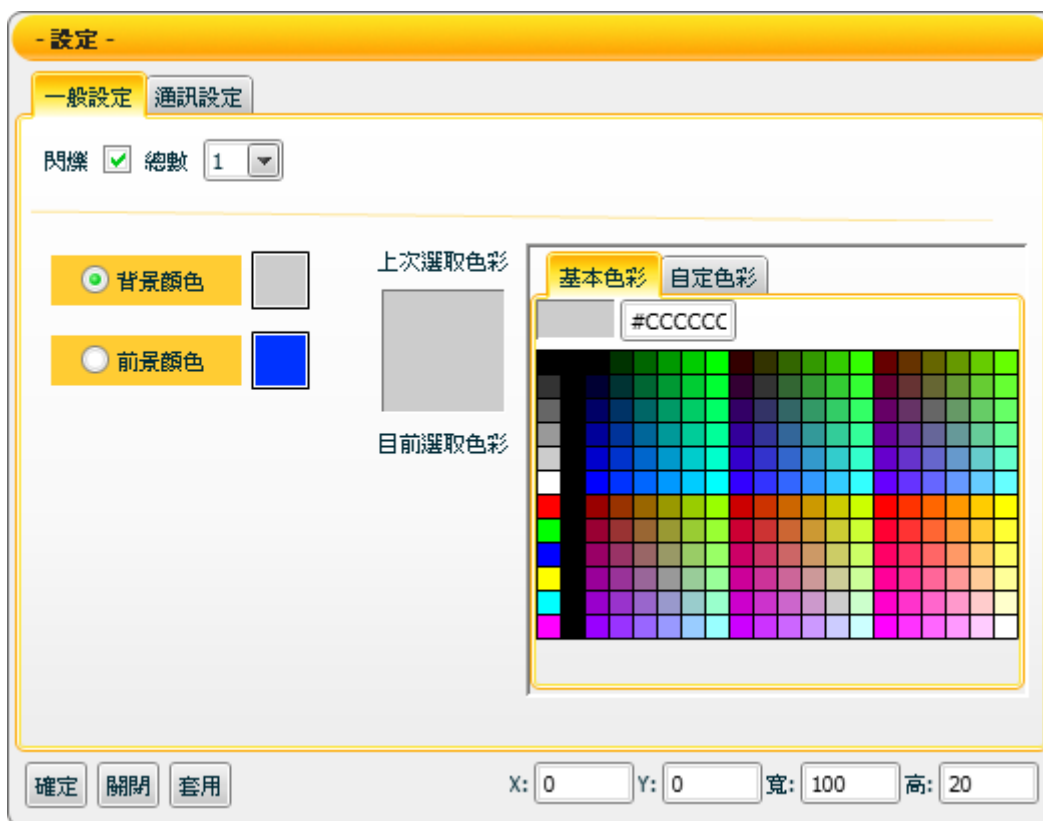 - 設定 -
一般設定 通訊設定
閃爍 總數 1
背景顏色 上次選取色彩 基本色彩 自定色彩
#CCCCCC
前景顏色
目前選取色彩
確定 關閉 套用 X: 0 Y: 0 寬: 100 高: 20